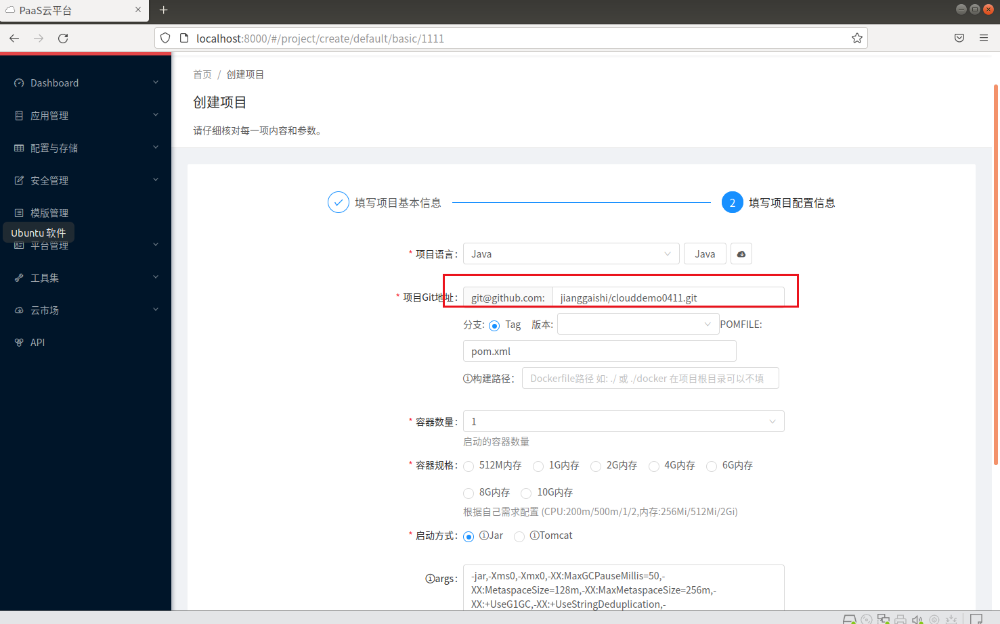 PaaS云平台
localhost:8000/#/project/create/default/basic/1111
Dashboard
应用管理
配置与存储
安全管理
模版管理
Ubuntu 软件
平台管理
工具集
云市场
API
首页 / 创建项目
创建项目
请仔细核对每一项内容和参数。
填写项目基本信息
2 填写项目配置信息
* 项目语言: Java Java
* 项目Git地址: git@github.com: jianggaishi/clouddemo0411.git
分支: Tag 版本: POMFILE:
pom.xml
构建路径: Dockerfile路径 如: ./ 或 ./docker 在项目根目录可以不填
* 容器数量: 1
启动的容器数量
* 容器规格: 512M内存 1G内存 2G内存 4G内存 6G内存
8G内存 10G内存
根据自己需求配置 (CPU:200m/500m/1/2,内存:256Mi/512Mi/2Gi)
* 启动方式: Jar Tomcat
args: -jar,-Xms0,-Xmx0,-XX:MaxGCPauseMillis=50,-
XX:MetaspaceSize=128m,-XX:MaxMetaspaceSize=256m,-
XX:+UseG1GC,-XX:+UseStringDeduplication,-